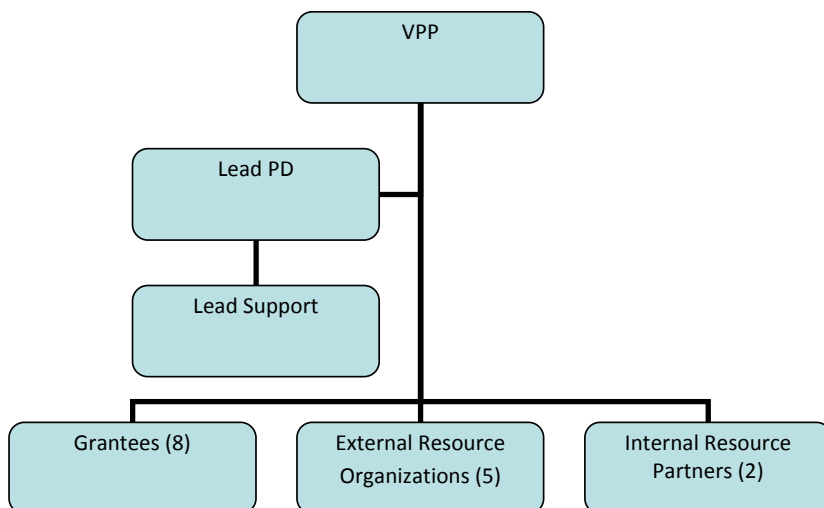 VPP
Lead PD
Lead Support
Grantees (8)
External Resource
Organizations (5)
Internal Resource
Partners (2)